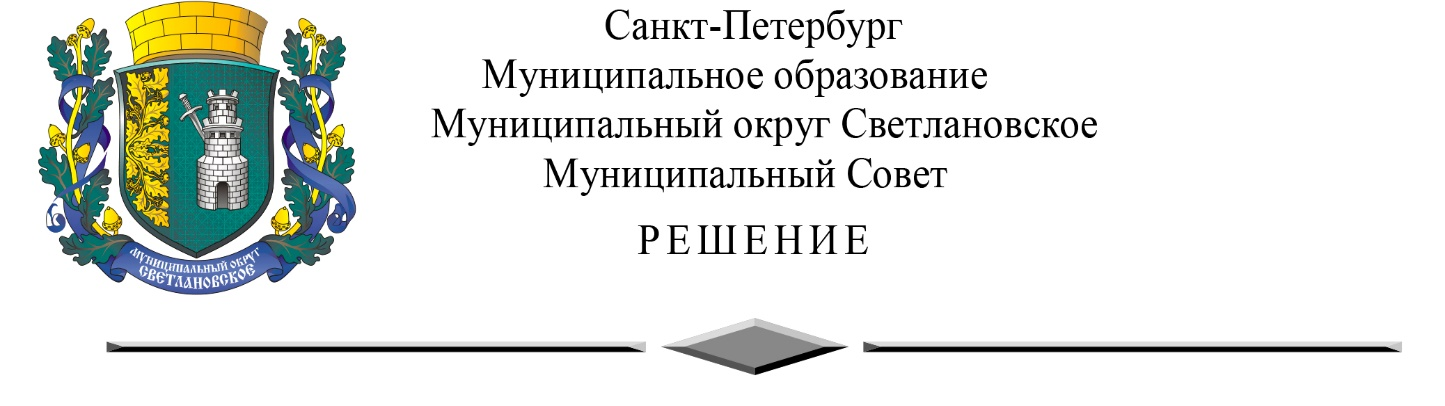 Санкт-Петербург
Муниципальное образование
Муниципальный округ Светлановское
Муниципальный Совет
РЕШЕНИЕ
МУНИЦИПАЛЬНЫЙ ОКРУГ
СВЕТЛАНОВСКОЕ